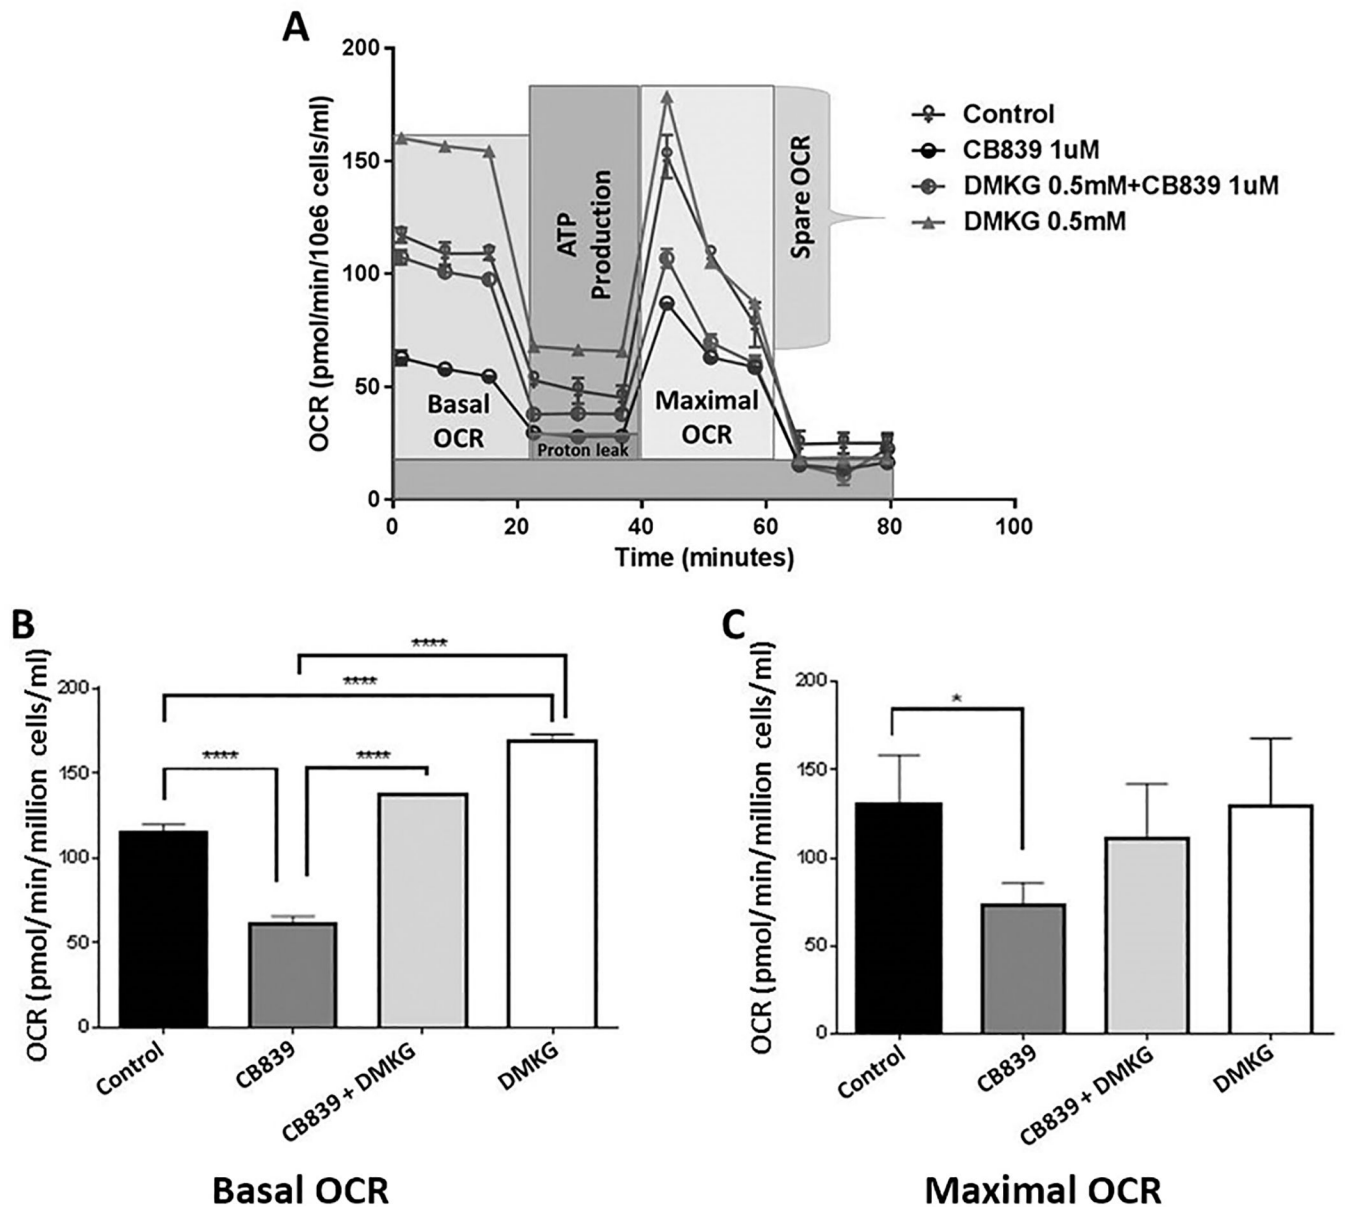 A
OCR (pmol/min/10e6 cells/ml)
200
150
100
50
0
Basal
OCR
ATP
Production
Proton leak
Maximal
OCR
Spare OCR
0 20 40 60 80 100
Time (minutes)
Control
CB839 1uM
DMKG 0.5mM+CB839 1uM
DMKG 0.5mM
B
OCR (pmol/min/million cells/ml)
200
150
100
50
0
****
****
**** ****
Control
CB839
CB839 + DMKG
DMKG
Basal OCR
C
OCR (pmol/min/million cells/ml)
200
150
100
50
0
*
Control
CB839
CB839 + DMKG
DMKG
Maximal OCR